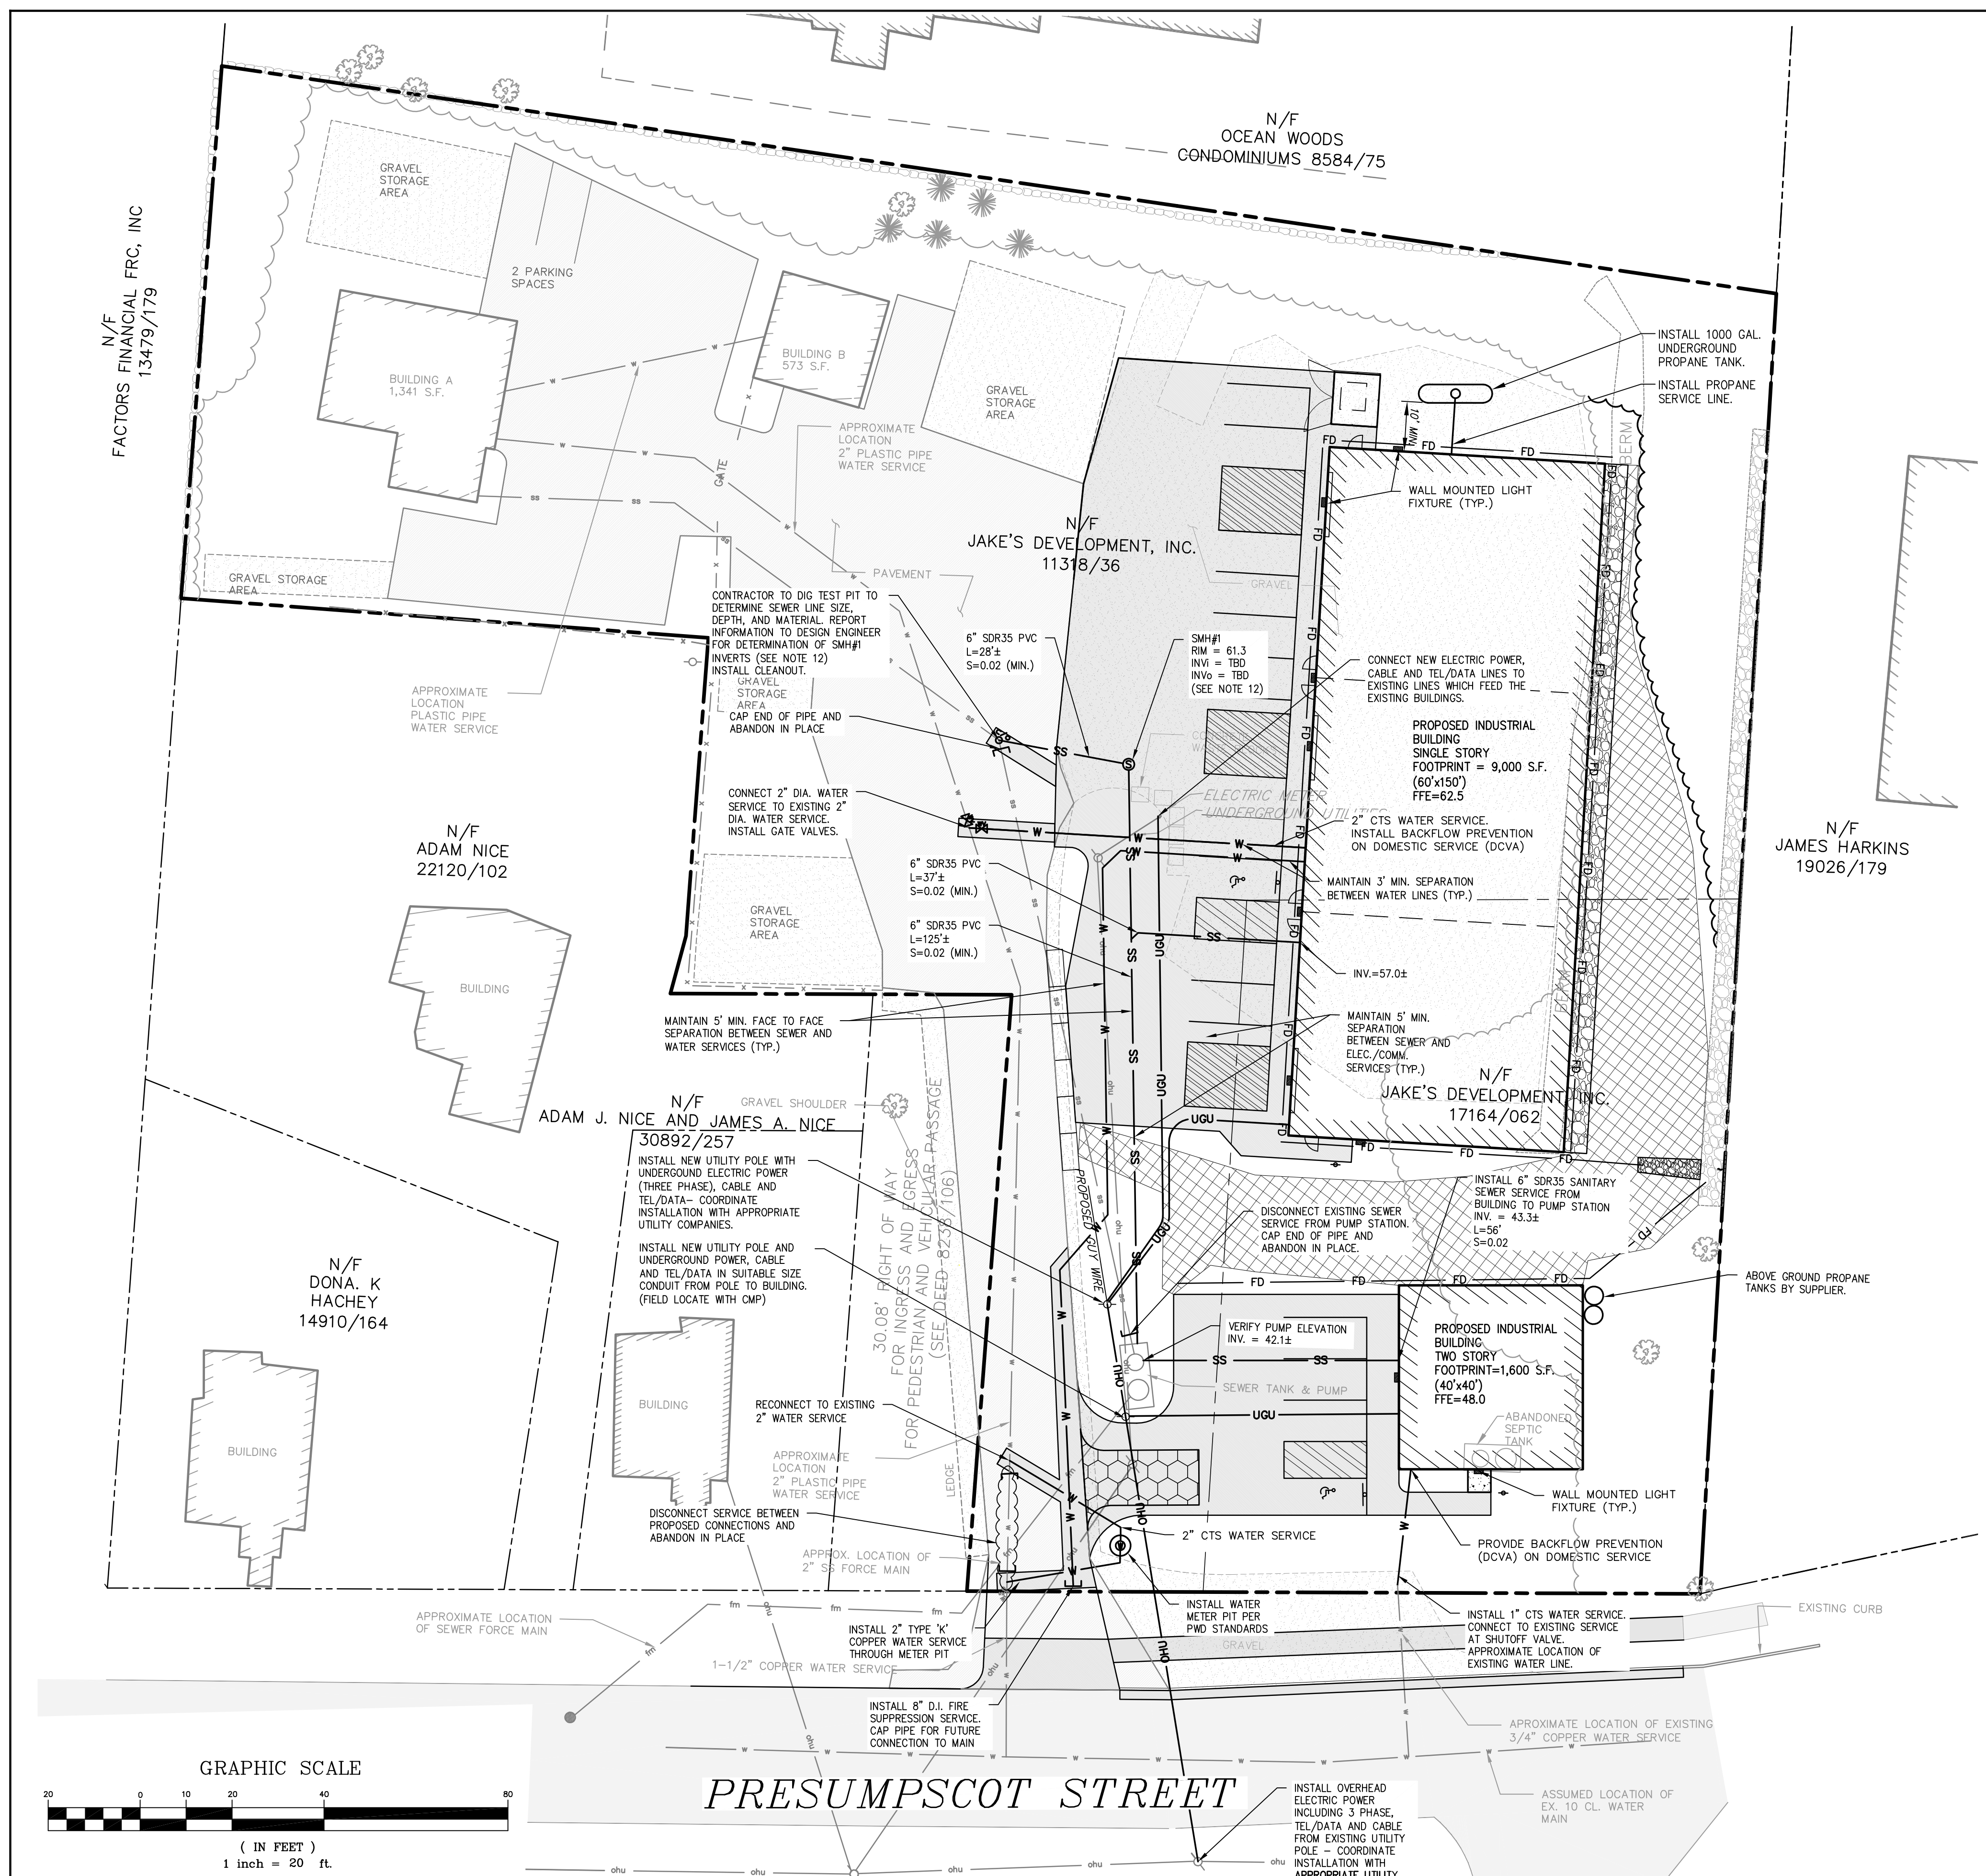 N/F
OCEAN WOODS
CONDOMINIUMS 8584/75
N/F
FACTORS FINANCIAL FRC, INC
13479/179
GRAVEL
STORAGE
AREA
2 PARKING
SPACES
BUILDING A
1,341 S.F.
BUILDING B
573 S.F.
GRAVEL
STORAGE
AREA
APPROXIMATE
LOCATION
2" PLASTIC PIPE
WATER SERVICE
GATE
INSTALL 1000 GAL.
UNDERGROUND
PROPANE TANK.
INSTALL PROPANE
SERVICE LINE.
10' MIN.
BERM
WALL MOUNTED LIGHT
FIXTURE (TYP.)
N/F
JAKE'S DEVELOPMENT, INC.
11318/36
PAVEMENT
GRAVEL
GRAVEL STORAGE
AREA
CONTRACTOR TO DIG TEST PIT TO
DETERMINE SEWER LINE SIZE,
DEPTH, AND MATERIAL. REPORT
INFORMATION TO DESIGN ENGINEER
FOR DETERMINATION OF SMH#1
INVERTS (SEE NOTE 12)
INSTALL CLEANOUT.
6" SDR35 PVC
L=28'±
S=0.02 (MIN.)
SMH#1
RIM = 61.3
INVi = TBD
INVo = TBD
(SEE NOTE 12)
CONNECT NEW ELECTRIC POWER,
CABLE AND TEL/DATA LINES TO
EXISTING LINES WHICH FEED THE
EXISTING BUILDINGS.
APPROXIMATE
LOCATION
PLASTIC PIPE
WATER SERVICE
GRAVEL
STORAGE
AREA
CAP END OF PIPE AND
ABANDON IN PLACE
PROPOSED INDUSTRIAL
BUILDING
SINGLE STORY
FOOTPRINT = 9,000 S.F.
(60'x150')
FFE=62.5
CONNECT 2" DIA. WATER
SERVICE TO EXISTING 2"
DIA. WATER SERVICE.
INSTALL GATE VALVES.
ELECTRIC METER
UNDERGROUND UTILITIES
2" CTS WATER SERVICE.
INSTALL BACKFLOW PREVENTION
ON DOMESTIC SERVICE (DCVA)
N/F
ADAM NICE
22120/102
N/F
JAMES HARKINS
19026/179
6" SDR35 PVC
L=37'±
S=0.02 (MIN.)
MAINTAIN 3' MIN. SEPARATION
BETWEEN WATER LINES (TYP.)
GRAVEL
STORAGE
AREA
6" SDR35 PVC
L=125'±
S=0.02 (MIN.)
BUILDING
INV.=57.0±
BERM
MAINTAIN 5' MIN. FACE TO FACE
SEPARATION BETWEEN SEWER AND
WATER SERVICES (TYP.)
MAINTAIN 5' MIN.
SEPARATION
BETWEEN SEWER AND
ELEC./COMM.
SERVICES (TYP.)
N/F
JAKE'S DEVELOPMENT, INC.
17164/062
GRAVEL SHOULDER
N/F
ADAM J. NICE AND JAMES A. NICE
30892/257
INSTALL NEW UTILITY POLE WITH
UNDERGOUND ELECTRIC POWER
(THREE PHASE), CABLE AND
TEL/DATA– COORDINATE
INSTALLATION WITH APPROPRIATE
UTILITY COMPANIES.
INSTALL NEW UTILITY POLE AND
UNDERGROUND POWER, CABLE
AND TEL/DATA IN SUITABLE SIZE
CONDUIT FROM POLE TO BUILDING.
(FIELD LOCATE WITH CMP)
30.08' RIGHT OF WAY
FOR INGRESS AND EGRESS
FOR PEDESTRIAN AND VEHICULAR PASSAGE
(SEE DEED 8238/106)
PROPOSED GUY WIRE
DISCONNECT EXISTING SEWER
SERVICE FROM PUMP STATION.
CAP END OF PIPE AND
ABANDON IN PLACE.
INSTALL 6" SDR35 SANITARY
SEWER SERVICE FROM
BUILDING TO PUMP STATION
INV. = 43.3±
L=56'
S=0.02
ABOVE GROUND PROPANE
TANKS BY SUPPLIER.
N/F
DONA. K
HACHEY
14910/164
VERIFY PUMP ELEVATION
INV. = 42.1±
SEWER TANK & PUMP
PROPOSED INDUSTRIAL
BUILDING
TWO STORY
FOOTPRINT=1,600 S.F.
(40'x40')
FFE=48.0
ABANDONED
SEPTIC
TANK
BUILDING
BUILDING
RECONNECT TO EXISTING
2" WATER SERVICE
APPROXIMATE
LOCATION
2" PLASTIC PIPE
WATER SERVICE
LEDGE
DISCONNECT SERVICE BETWEEN
PROPOSED CONNECTIONS AND
ABANDON IN PLACE
APPROX. LOCATION OF
2" SS FORCE MAIN
2" CTS WATER SERVICE
WALL MOUNTED LIGHT
FIXTURE (TYP.)
PROVIDE BACKFLOW PREVENTION
(DCVA) ON DOMESTIC SERVICE
APPROXIMATE LOCATION
OF SEWER FORCE MAIN
INSTALL 2" TYPE 'K'
COPPER WATER SERVICE
THROUGH METER PIT
1-1/2" COPPER WATER SERVICE
INSTALL WATER
METER PIT PER
PWD STANDARDS
GRAVEL
INSTALL 1" CTS WATER SERVICE.
CONNECT TO EXISTING SERVICE
AT SHUTOFF VALVE.
APPROXIMATE LOCATION OF
EXISTING WATER LINE.
EXISTING CURB
INSTALL 8" D.I. FIRE
SUPPRESSION SERVICE.
CAP PIPE FOR FUTURE
CONNECTION TO MAIN
APROXIMATE LOCATION OF EXISTING
3/4" COPPER WATER SERVICE
PRESUMPSCOT STREET
ASSUMED LOCATION OF
EX. 10 CL. WATER
MAIN
INSTALL OVERHEAD
ELECTRIC POWER
INCLUDING 3 PHASE,
TEL/DATA AND CABLE
FROM EXISTING UTILITY
POLE – COORDINATE
INSTALLATION WITH
APPROPRIATE UTILITY
GRAPHIC SCALE
20 0 10 20 40 80
( IN FEET )
1 inch = 20 ft.